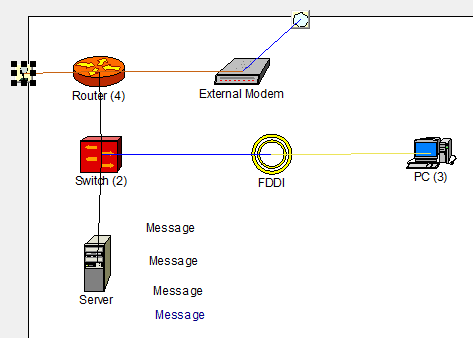 Router (4)
External Modem
Switch (2)
FDDI
PC (3)
Message
Message
Server
Message
Message